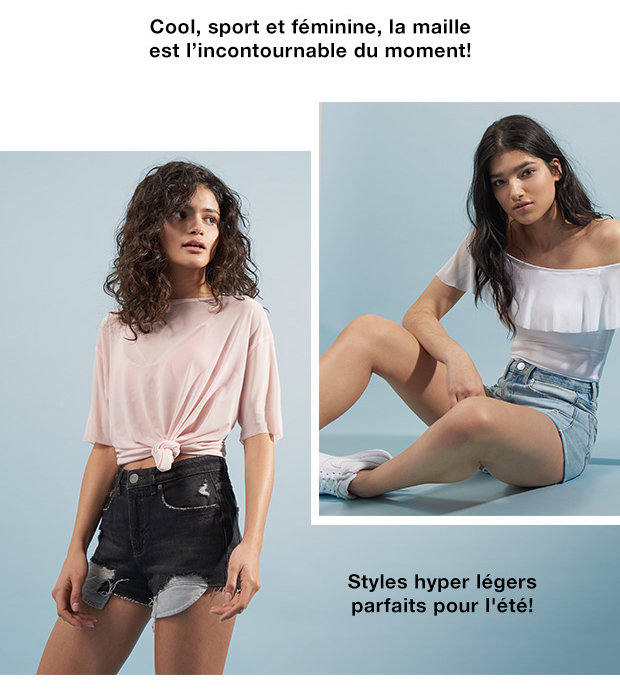 Cool, sport et féminine, la maille
est l’incontournable du moment!
Styles hyper légers
parfaits pour l'été!